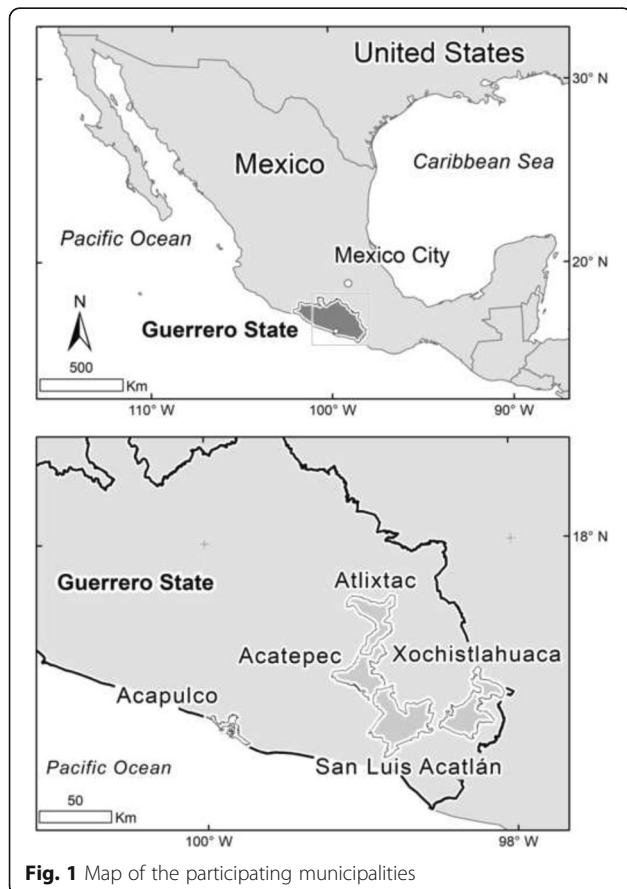 United States
30° N
Mexico
Caribbean Sea
Pacific Ocean
Mexico City
20° N
N
Guerrero State
500
Km
110° W
100° W
90° W
18° N
Guerrero State
Atlixtac
Acatepec
Xochistlahuaca
Acapulco
Pacific Ocean
San Luis Acatlán
50
Km
100° W
98° W
Fig. 1 Map of the participating municipalities